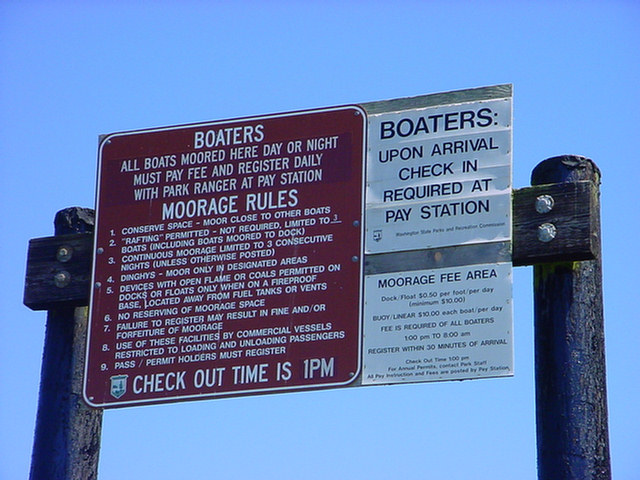 BOATERS
ALL BOATS MOORED HERE DAY OR NIGHT
MUST PAY FEE AND REGISTER DAILY
WITH PARK RANGER AT PAY STATION
MOORAGE RULES
1. CONSERVE SPACE - MOOR CLOSE TO OTHER BOATS
2. "RAFTING" PERMITTED - NOT REQUIRED, LIMITED TO 3
BOATS (INCLUDING BOATS MOORED TO DOCK)
3. CONTINUOUS MOORAGE LIMITED TO 3 CONSECUTIVE
NIGHTS (UNLESS OTHERWISE POSTED)
4. DINGHYS - MOOR ONLY IN DESIGNATED AREAS
5. DEVICES WITH OPEN FLAME OR COALS PERMITTED ON
DOCKS OR FLOATS ONLY WHEN ON A FIREPROOF
BASE, LOCATED AWAY FROM FUEL TANKS OR VENTS
6. NO RESERVING OF MOORAGE SPACE
7. FAILURE TO REGISTER MAY RESULT IN FINE AND/OR
FORFEITURE OF MOORAGE
8. USE OF THESE FACILITIES BY COMMERCIAL VESSELS
RESTRICTED TO LOADING AND UNLOADING PASSENGERS
9. PASS / PERMIT HOLDERS MUST REGISTER
CHECK OUT TIME IS 1PM
BOATERS:
UPON ARRIVAL
CHECK IN
REQUIRED AT
PAY STATION
Washington State Parks and Recreation Commission
MOORAGE FEE AREA
Dock/Float $0.50 per foot/per day
(minimum $10.00)
BUOY/LINEAR $10.00 each boat/per day
FEE IS REQUIRED OF ALL BOATERS
1:00 pm TO 8:00 am
REGISTER WITHIN 30 MINUTES OF ARRIVAL
Check Out Time 1:00 pm
For Annual Permits, contact Park Staff
All Pay Instruction and Fees are posted by Pay Station